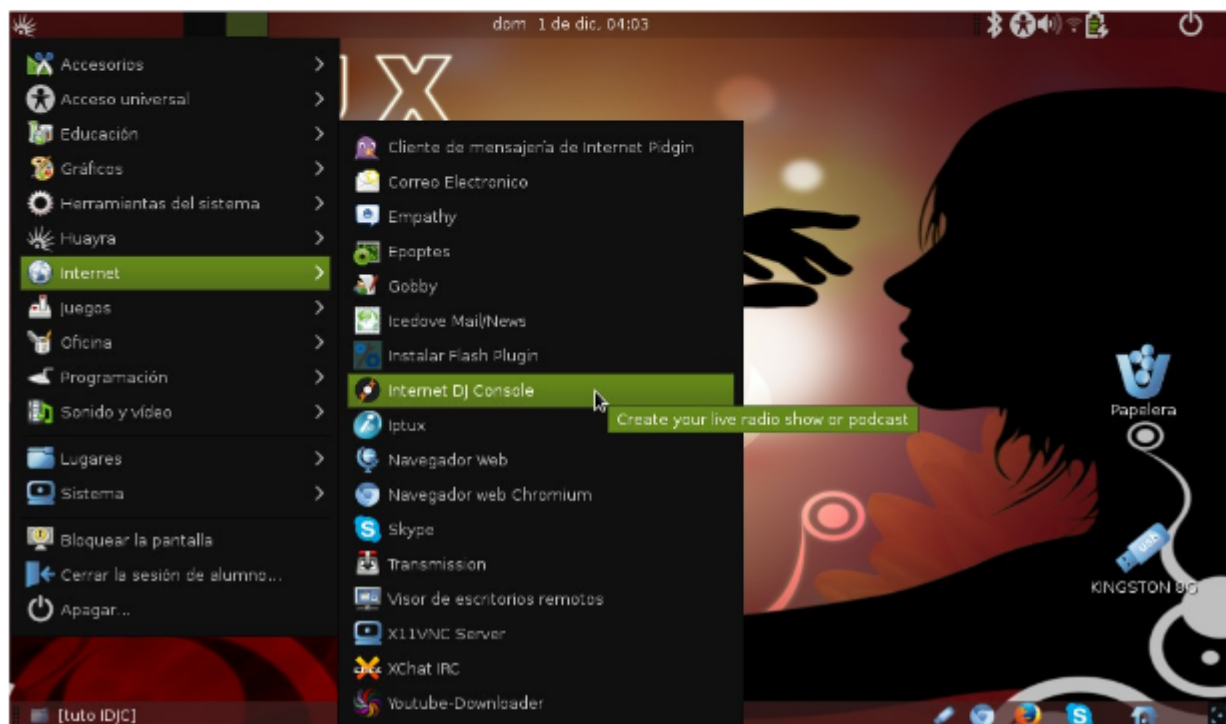 dom 1 de dic, 04:03
Accesorios
Acceso universal
Educación
Gráficos
Herramientas del sistema
Huayra
Internet
Juegos
Oficina
Programación
Sonido y vídeo
Lugares
Sistema
Bloquear la pantalla
Cerrar la sesión de alumno...
Apagar...
UX
Cliente de mensajería de Internet Pidgin
Correo Electronico
Empathy
Epoptes
Gobby
Icedove Mail/News
Instalar Flash Plugin
Internet DJ Console
Create your live radio show or podcast
Iptux
Navegador Web
Navegador web Chromium
Skype
Transmission
Visor de escritorios remotos
X11VNC Server
XChat IRC
Youtube-Downloader
Papelera
usb
KINGSTON 8G
[tuto IDJC]